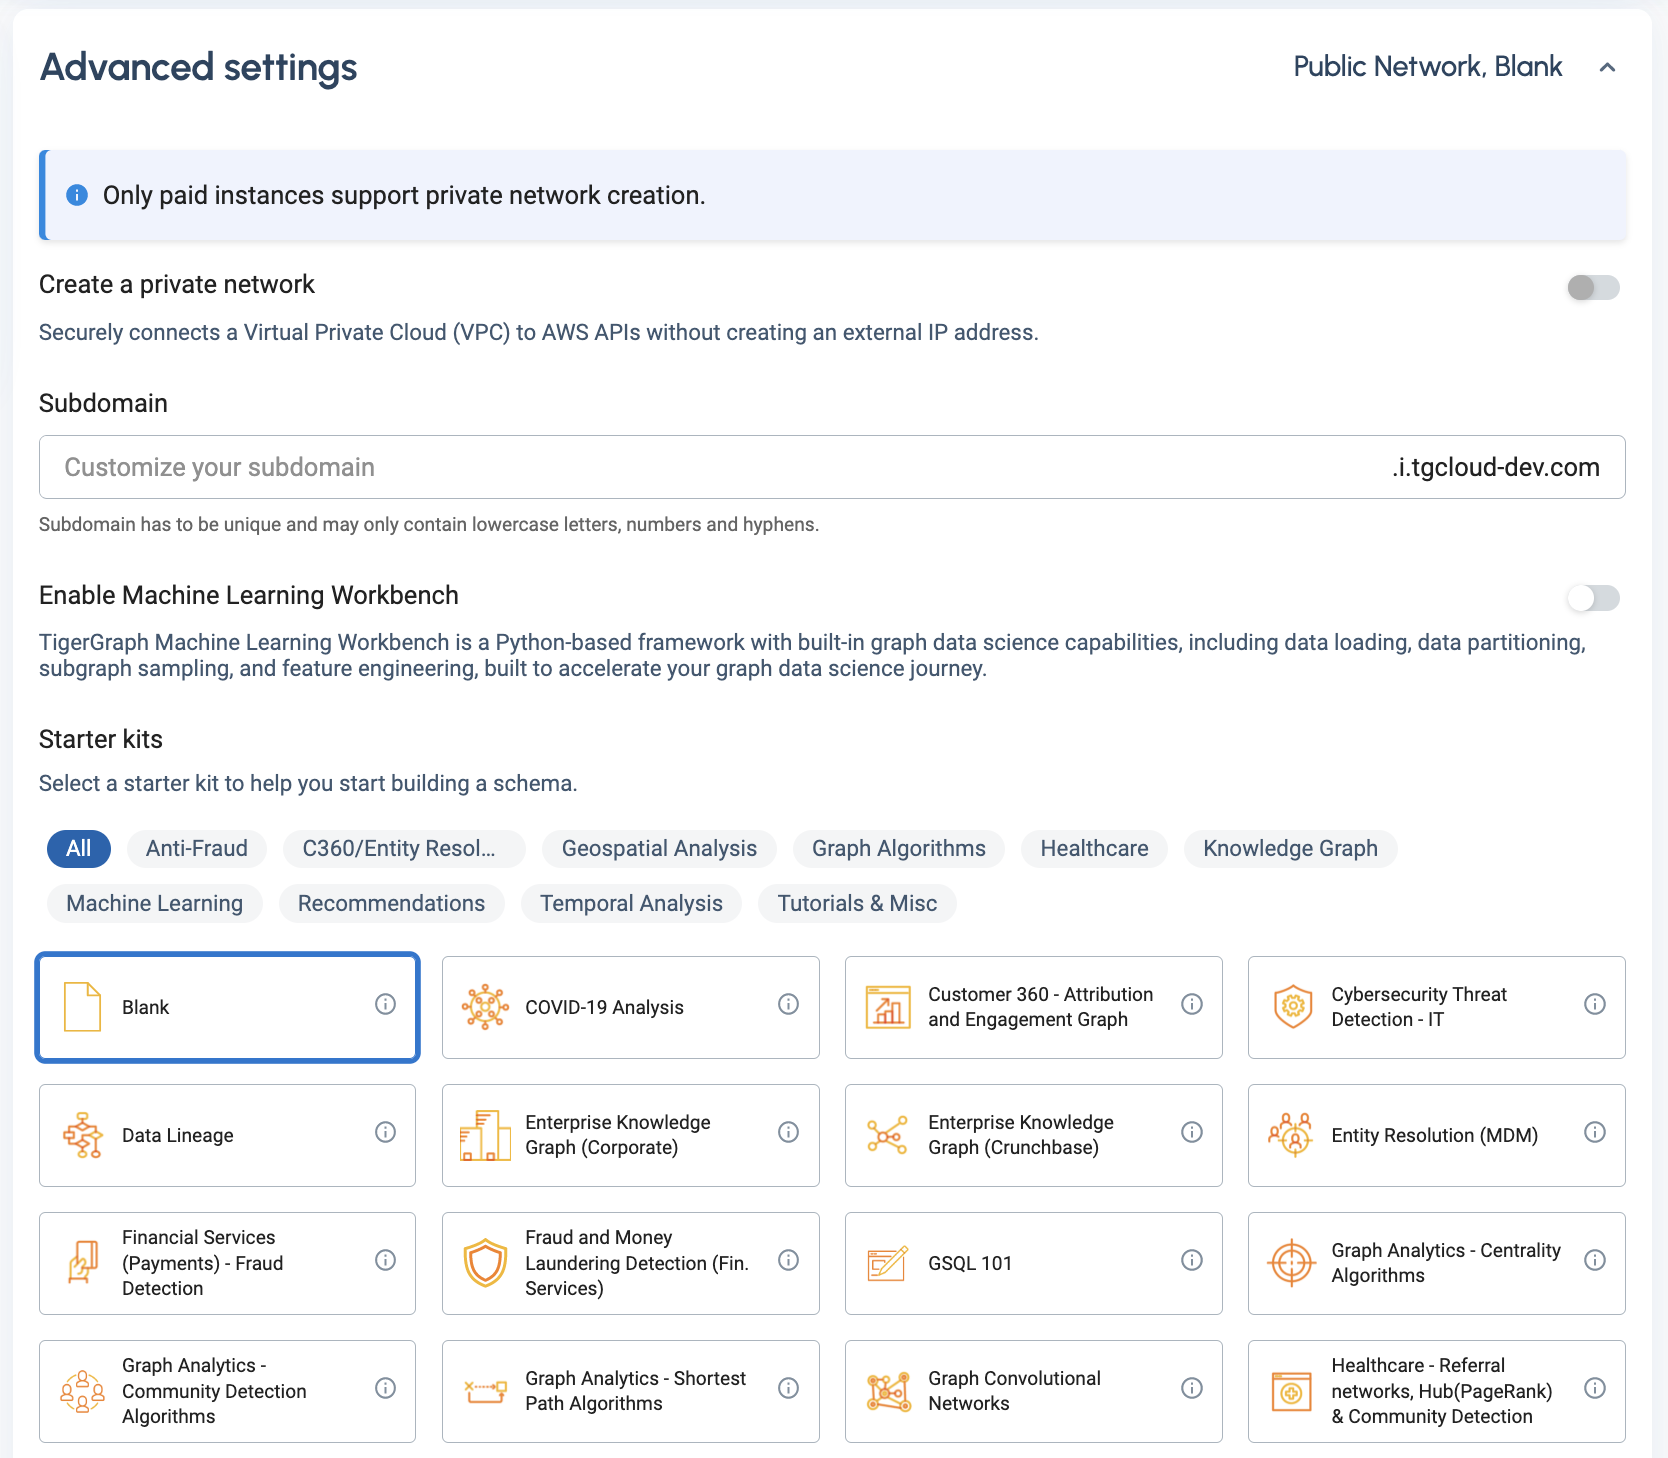 Advanced settings
Public Network, Blank
Only paid instances support private network creation.
Create a private network
Securely connects a Virtual Private Cloud (VPC) to AWS APIs without creating an external IP address.
Subdomain
Customize your subdomain
.i.tgcloud-dev.com
Subdomain has to be unique and may only contain lowercase letters, numbers and hyphens.
Enable Machine Learning Workbench
TigerGraph Machine Learning Workbench is a Python-based framework with built-in graph data science capabilities, including data loading, data partitioning,
subgraph sampling, and feature engineering, built to accelerate your graph data science journey.
Starter kits
Select a starter kit to help you start building a schema.
All
Anti-Fraud
C360/Entity Resol...
Geospatial Analysis
Graph Algorithms
Healthcare
Knowledge Graph
Machine Learning
Recommendations
Temporal Analysis
Tutorials & Misc
Blank
COVID-19 Analysis
Customer 360 - Attribution
and Engagement Graph
Cybersecurity Threat
Detection - IT
Data Lineage
Enterprise Knowledge
Graph (Corporate)
Enterprise Knowledge
Graph (Crunchbase)
Entity Resolution (MDM)
Financial Services
(Payments) - Fraud
Detection
Fraud and Money
Laundering Detection (Fin.
Services)
GSQL 101
Graph Analytics - Centrality
Algorithms
Graph Analytics -
Community Detection
Algorithms
Graph Analytics - Shortest
Path Algorithms
Graph Convolutional
Networks
Healthcare - Referral
networks, Hub(PageRank)
& Community Detection